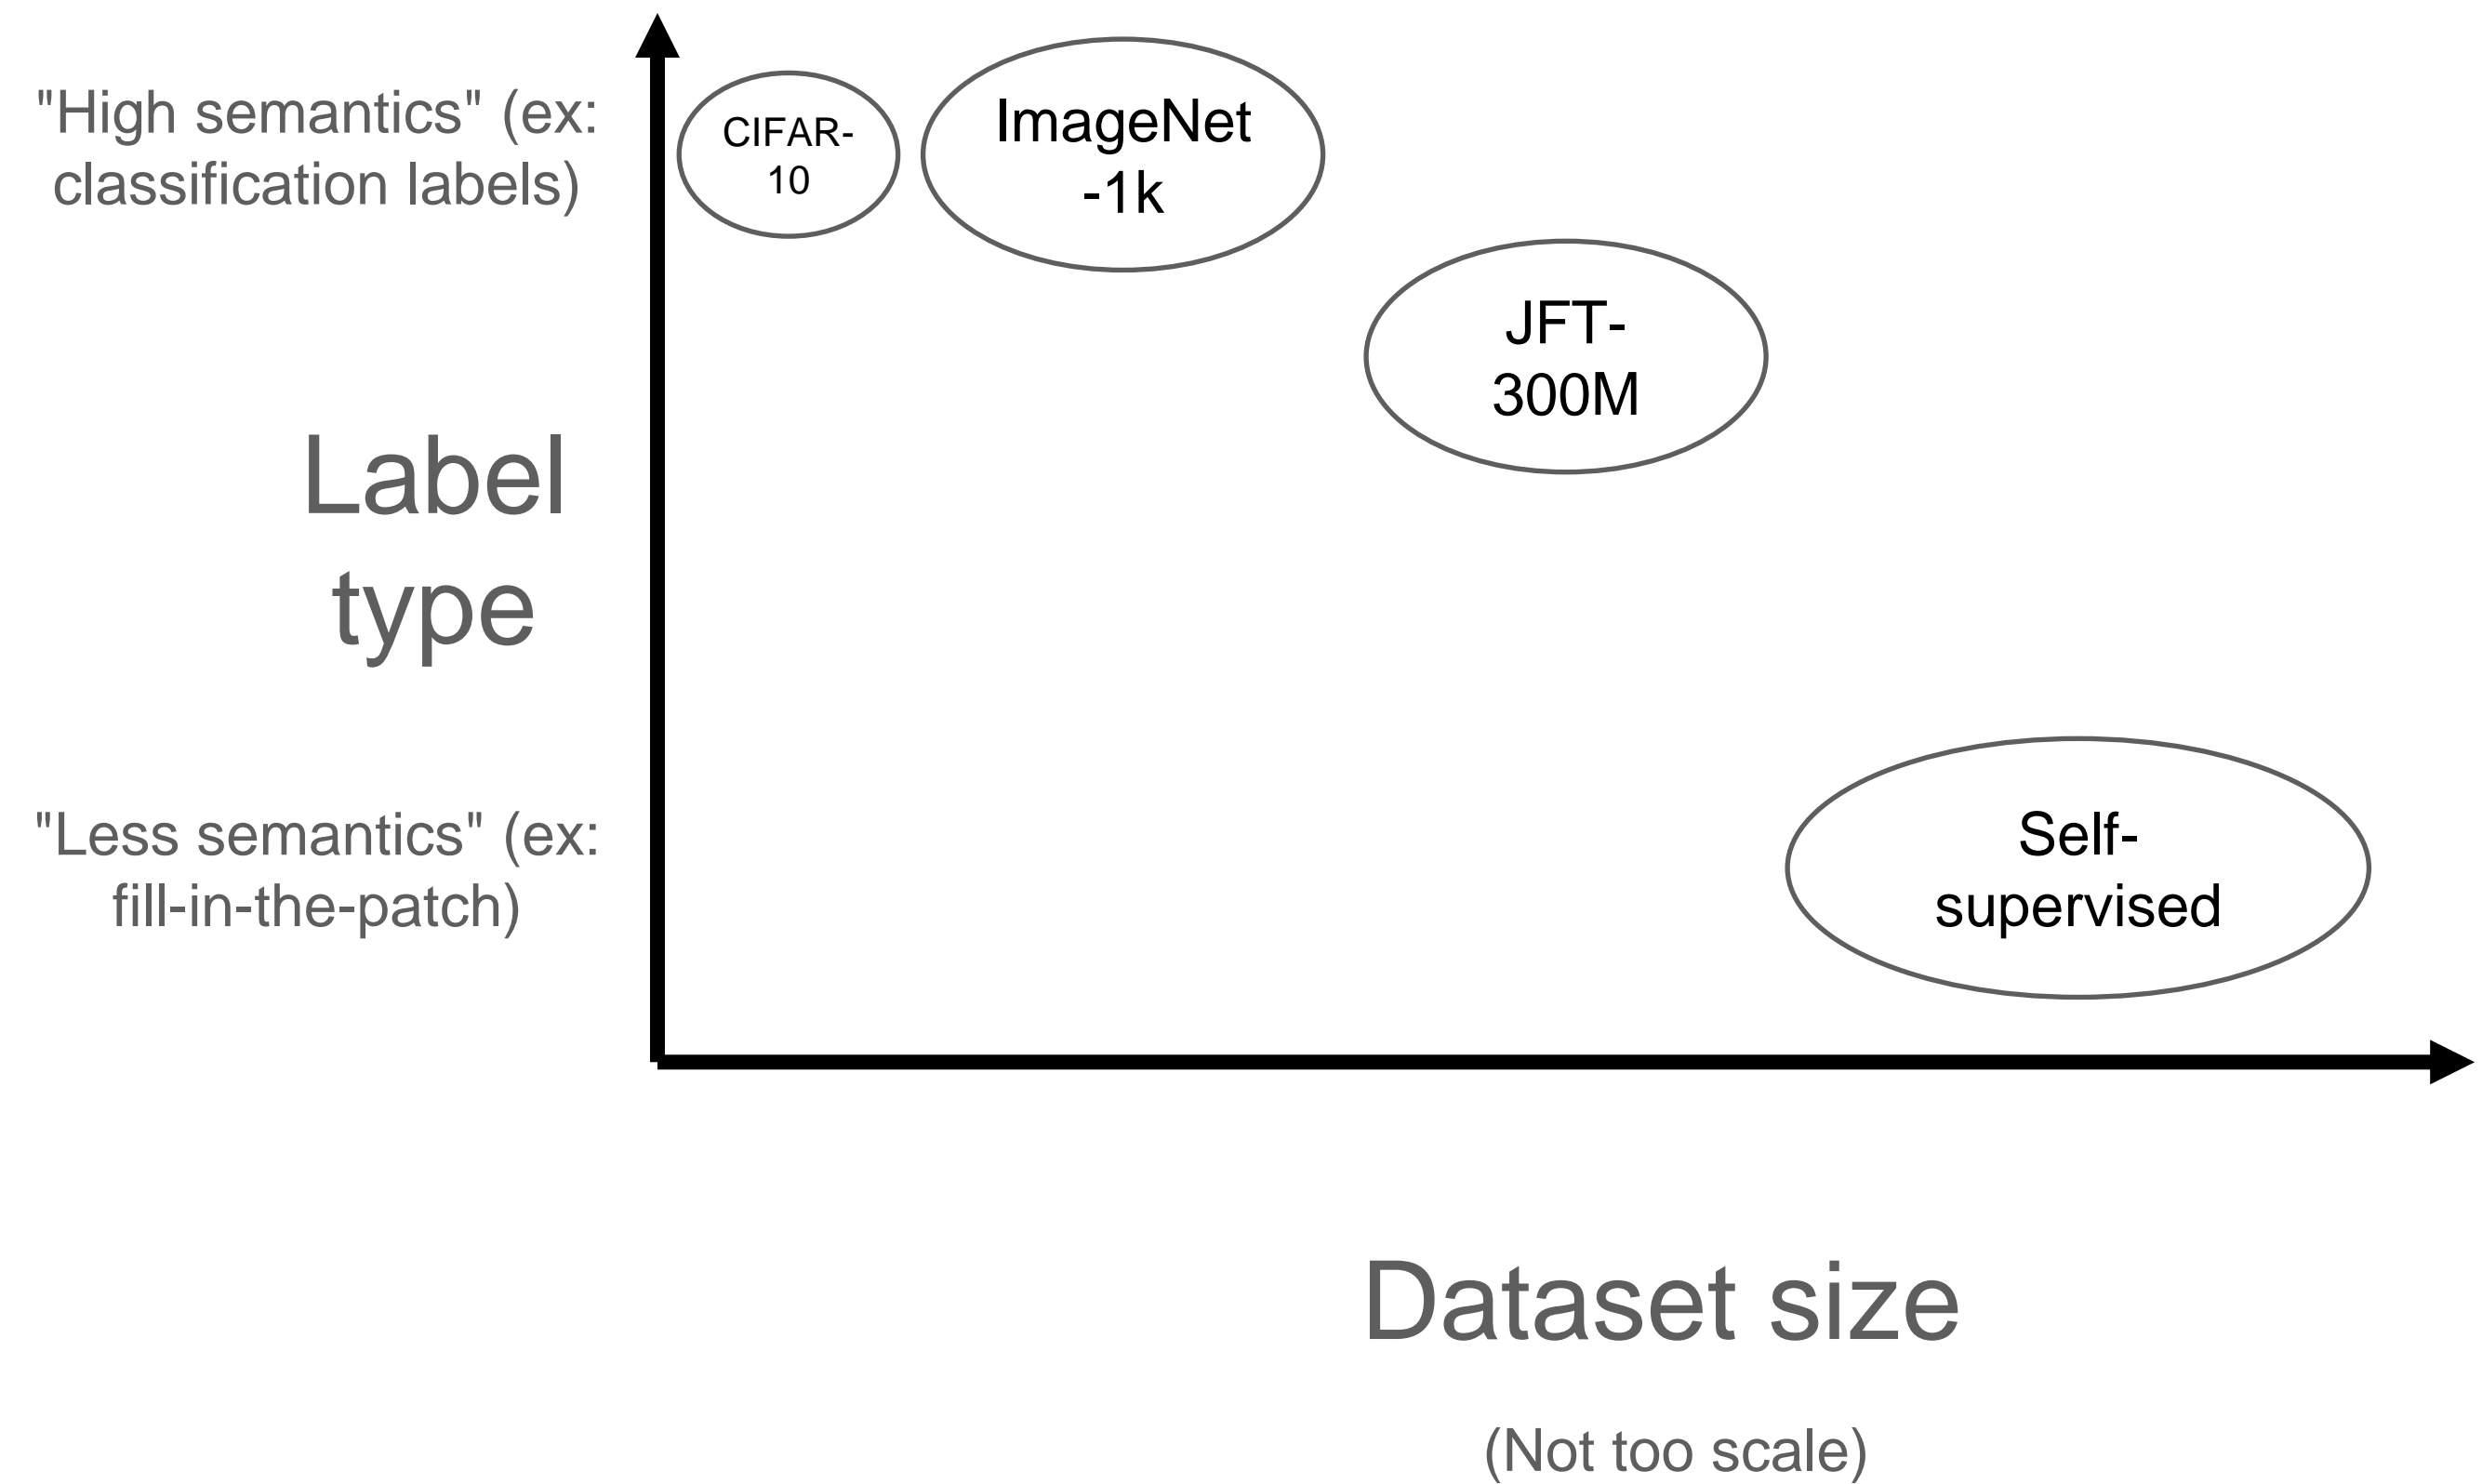 "High semantics" (ex:
classification labels)
CIFAR-
10
ImageNet
-1k
JFT-
300M
Label
type
"Less semantics" (ex:
fill-in-the-patch)
Self-
supervised
Dataset size
(Not too scale)